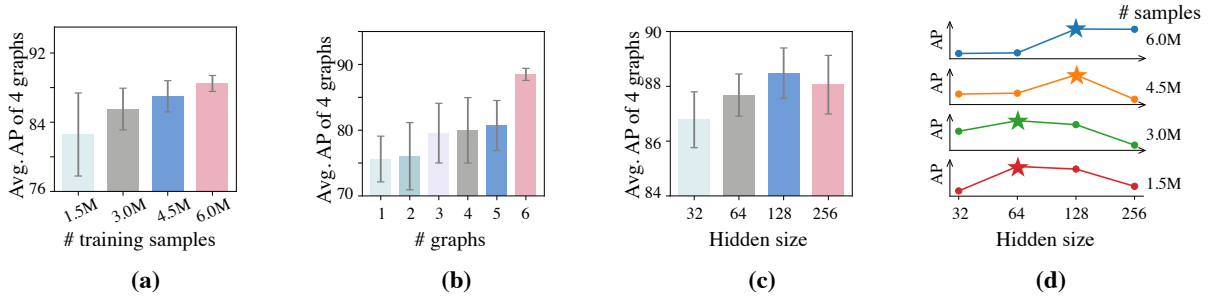 Avg. AP of 4 graphs
92
84
76
1.5M 3.0M 4.5M 6.0M
# training samples
(a)
Avg. AP of 4 graphs
90
80
70
1 2 3 4 5 6
# graphs
(b)
Avg. AP of 4 graphs
90
88
86
84
32 64 128 256
Hidden size
(c)
# samples
AP 6.0M
AP 4.5M
AP 3.0M
AP 1.5M
32 64 128 256
Hidden size
(d)